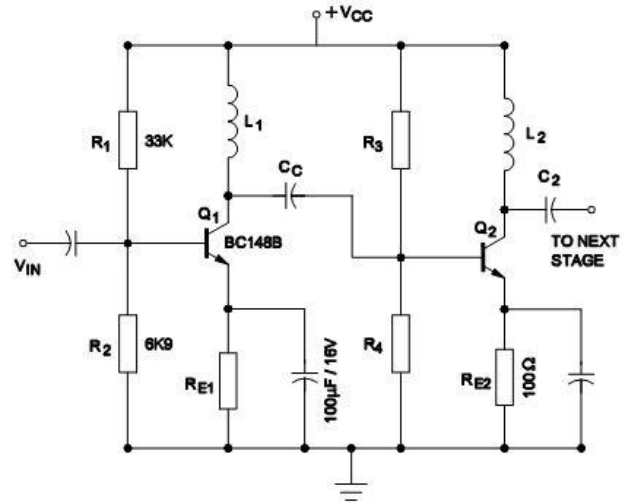 +VCC
R1 33K
L1
CC
R3
L2
C2
Q1
BC148B
Q2
VIN
TO NEXT
STAGE
R2 6K9
RE1
100µF / 16V
R4
RE2
100Ω